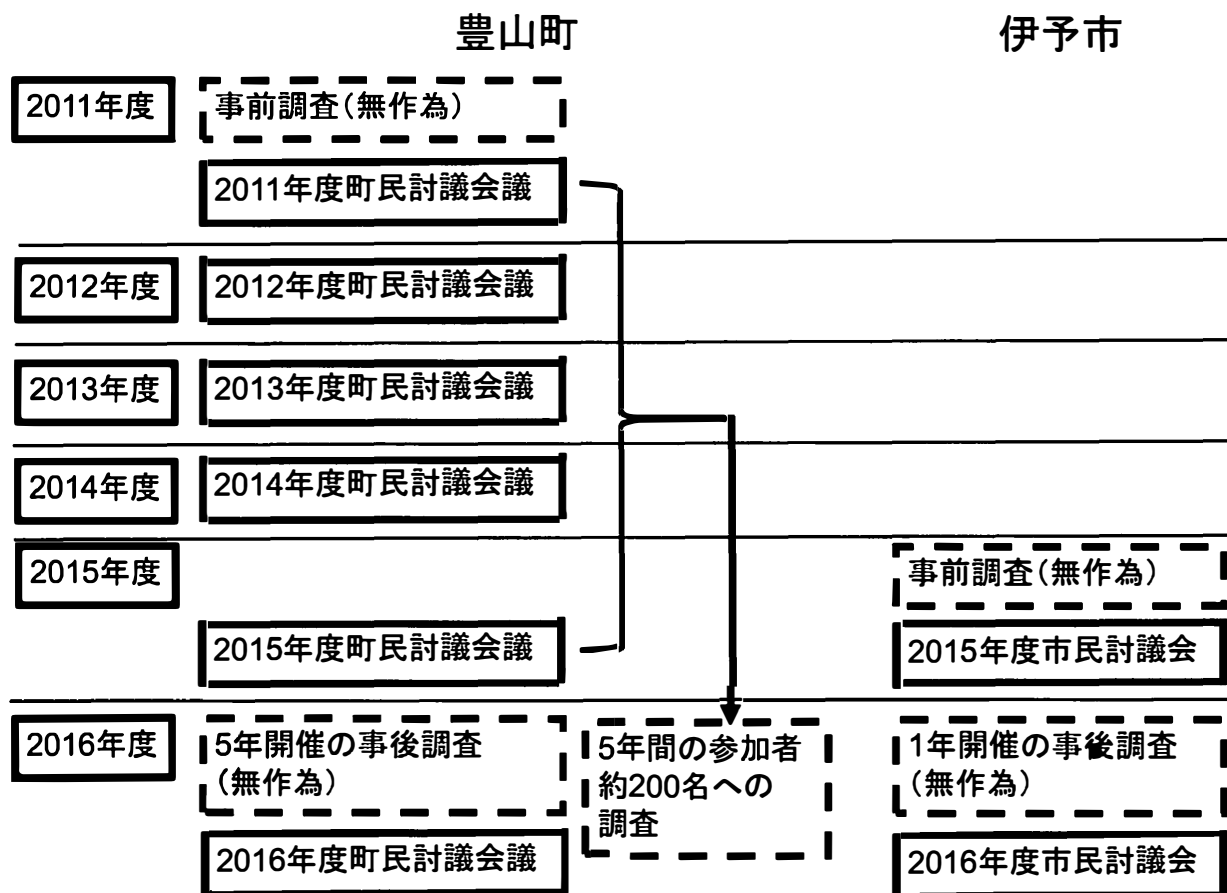 豊山町
伊予市
2011年度
事前調査(無作為)
2011年度町民討議会議
2012年度
2012年度町民討議会議
2013年度
2013年度町民討議会議
2014年度
2014年度町民討議会議
2015年度
事前調査(無作為)
2015年度町民討議会議
2015年度市民討議会
2016年度
5年開催の事後調査
(無作為)
2016年度町民討議会議
5年間の参加者
約200名への
調査
1年開催の事後調査
(無作為)
2016年度市民討議会